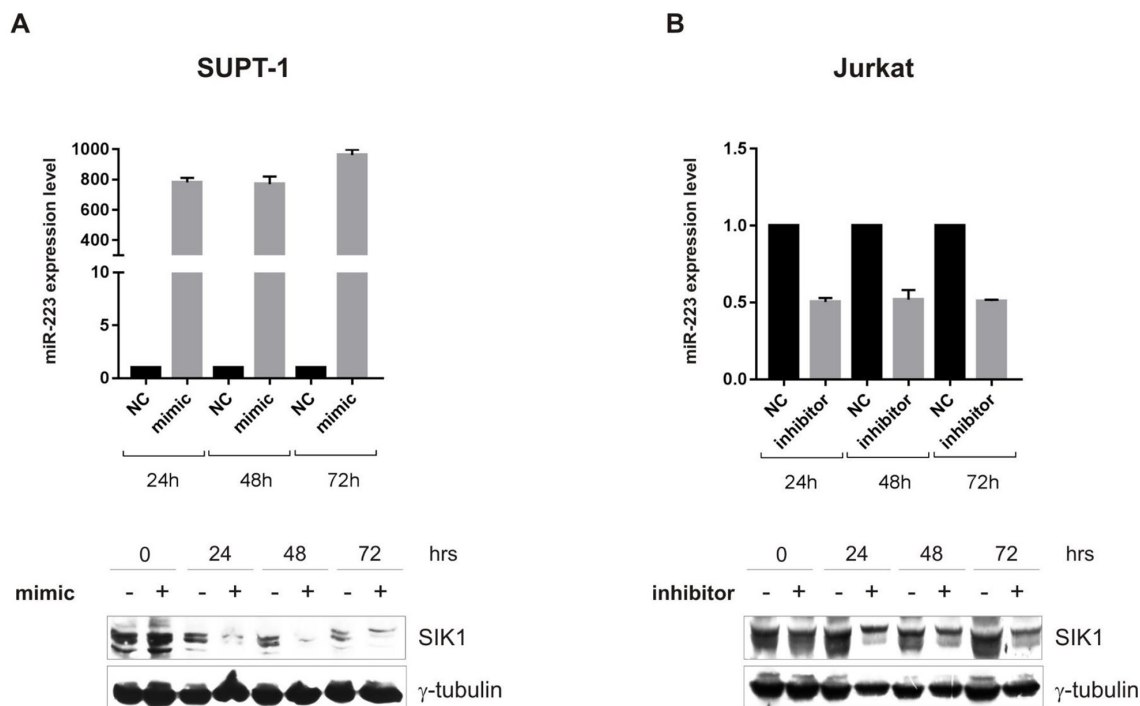 A
SUPT-1
miR-223 expression level
1000
800
600
400
10
5
0
NC
mimic
NC
mimic
NC
mimic
24h 48h 72h
0 24 48 72 hrs
mimic - + - + - + - +
SIK1
γ-tubulin
B
Jurkat
miR-223 expression level
1.5
1.0
0.5
0.0
NC
inhibitor
NC
inhibitor
NC
inhibitor
24h 48h 72h
0 24 48 72 hrs
inhibitor - + - + - + - +
SIK1
γ-tubulin